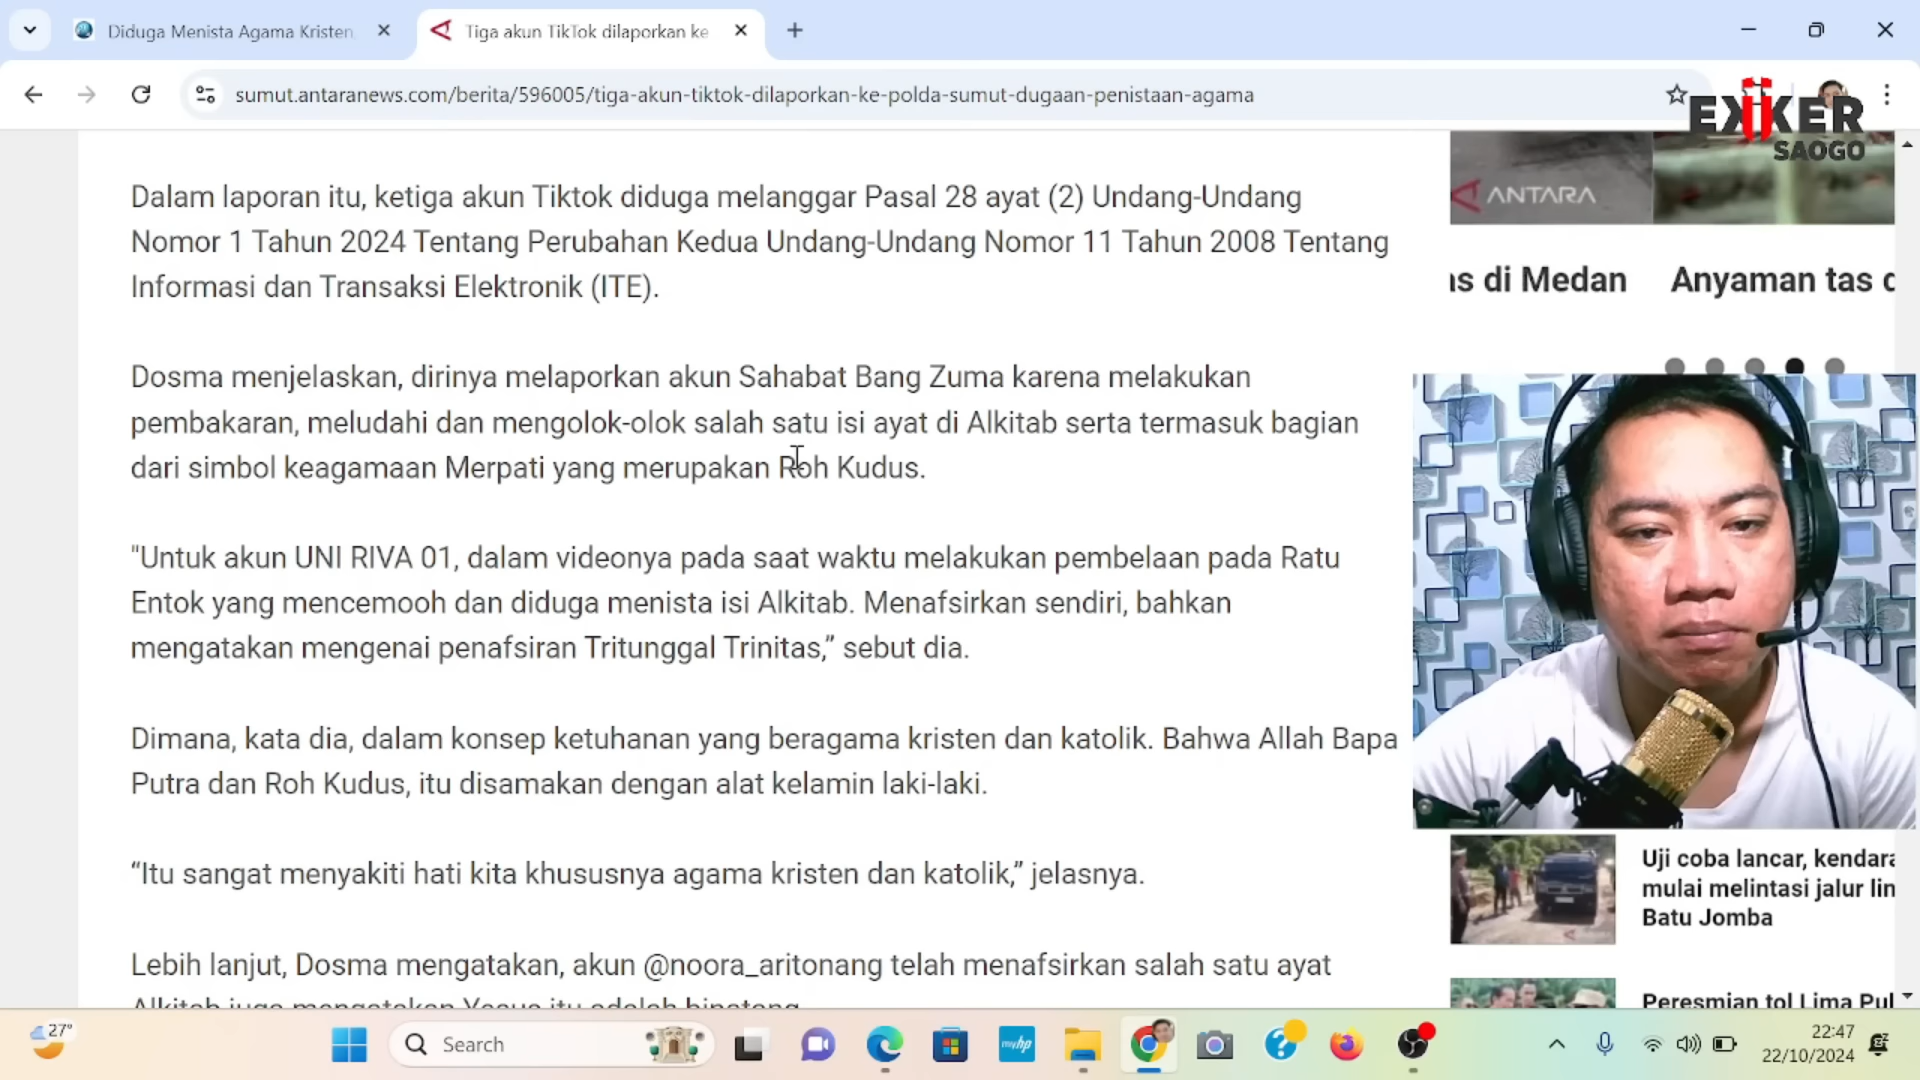 Diduga Menista Agama Kristen
Tiga akun TikTok dilaporkan ke
sumut.antaranews.com/berita/596005/tiga-akun-tiktok-dilaporkan-ke-polda-sumut-dugaan-penistaan-agama
EKKER
SAOGO
Dalam laporan itu, ketiga akun Tiktok diduga melanggar Pasal 28 ayat (2) Undang-Undang
Nomor 1 Tahun 2024 Tentang Perubahan Kedua Undang-Undang Nomor 11 Tahun 2008 Tentang
Informasi dan Transaksi Elektronik (ITE).
Dosma menjelaskan, dirinya melaporkan akun Sahabat Bang Zuma karena melakukan
pembakaran, meludahi dan mengolok-olok salah satu isi ayat di Alkitab serta termasuk bagian
dari simbol keagamaan Merpati yang merupakan Roh Kudus.
"Untuk akun UNI RIVA 01, dalam videonya pada saat waktu melakukan pembelaan pada Ratu
Entok yang mencemooh dan diduga menista isi Alkitab. Menafsirkan sendiri, bahkan
mengatakan mengenai penafsiran Tritunggal Trinitas,” sebut dia.
Dimana, kata dia, dalam konsep ketuhanan yang beragama kristen dan katolik. Bahwa Allah Bapa
Putra dan Roh Kudus, itu disamakan dengan alat kelamin laki-laki.
“Itu sangat menyakiti hati kita khususnya agama kristen dan katolik,” jelasnya.
Lebih lanjut, Dosma mengatakan, akun @noora_aritonang telah menafsirkan salah satu ayat
Alkitab juga mengatakan Yesus itu adalah binatang
ANTARA
as di Medan
Anyaman tas d
Uji coba lancar, kendara
mulai melintasi jalur lin
Batu Jomba
Peresmian tol Lima Pul
27°
Search
myhp
22:47
22/10/2024